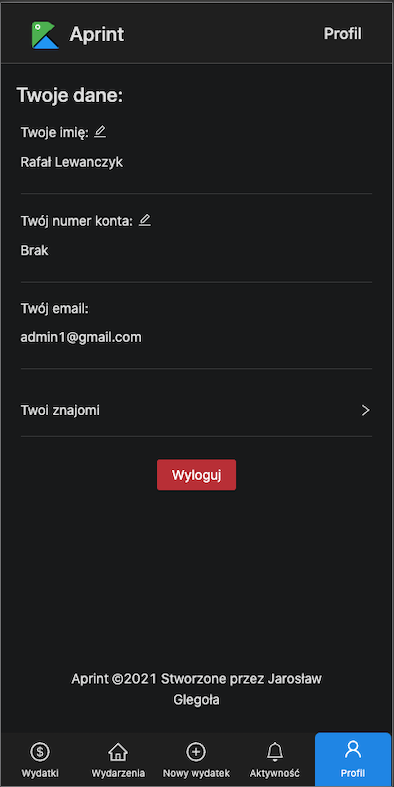 Aprint
Profil
Twoje dane:
Twoje imię:
Rafał Lewanczyk
Twój numer konta:
Brak
Twój email:
admin1@gmail.com
Twoi znajomi
Wyloguj
Aprint ©2021 Stworzone przez Jarosław
Glegoła
Wydatki
Wydarzenia
Nowy wydatek
Aktywność
Profil